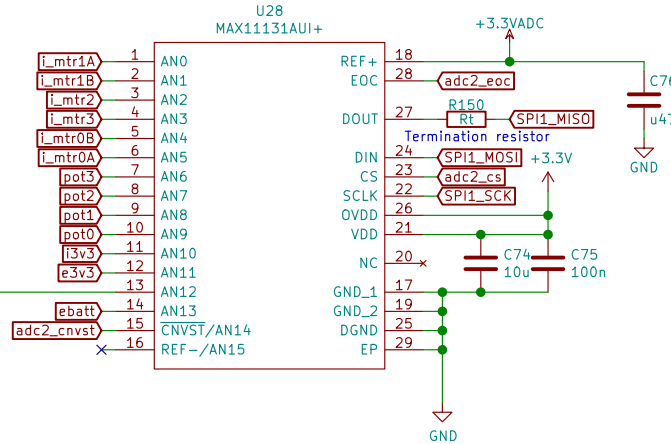 U28
MAX11131AUI+
+3.3VADC
i_mtr1A 1 AN0 REF+ 18
i_mtr1B 2 AN1 EOC 28 adc2_eoc
i_mtr2 3 AN2
i_mtr3 4 AN3 DOUT 27 R150 Rt SPI1_MISO
i_mtr0B 5 AN4 Termination resistor
i_mtr0A 6 AN5 DIN 24 SPI1_MOSI
pot3 7 AN6 CS 23 adc2_cs
pot2 8 AN7 SCLK 22 SPI1_SCK
pot1 9 AN8 OVDD 26
pot0 10 AN9 VDD 21
i3v3 11 AN10
e3v3 12 AN11 NC 20
13 AN12 GND_1 17
ebatt 14 AN13 GND_2 19
adc2_cnvst 15 CNVST/AN14 DGND 25
16 REF-/AN15 EP 29
+3.3V
C74
10u
C75
100n
C76
u47
GND
GND